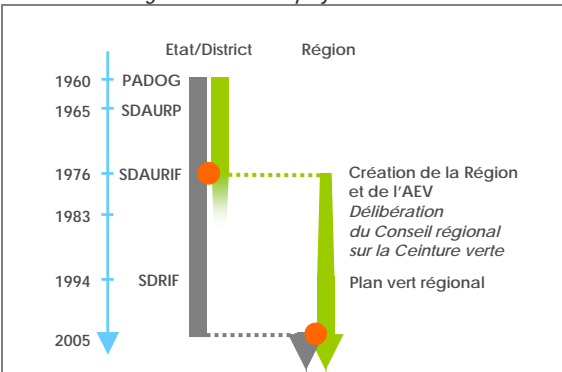 Etat/District Région
1960 PADOG
1965 SDAURP
1976 SDAURIF
Création de la Région
et de l'AEV
1983
Délibération
du Conseil régional
sur la Ceinture verte
1994 SDRIF Plan vert régional
2005